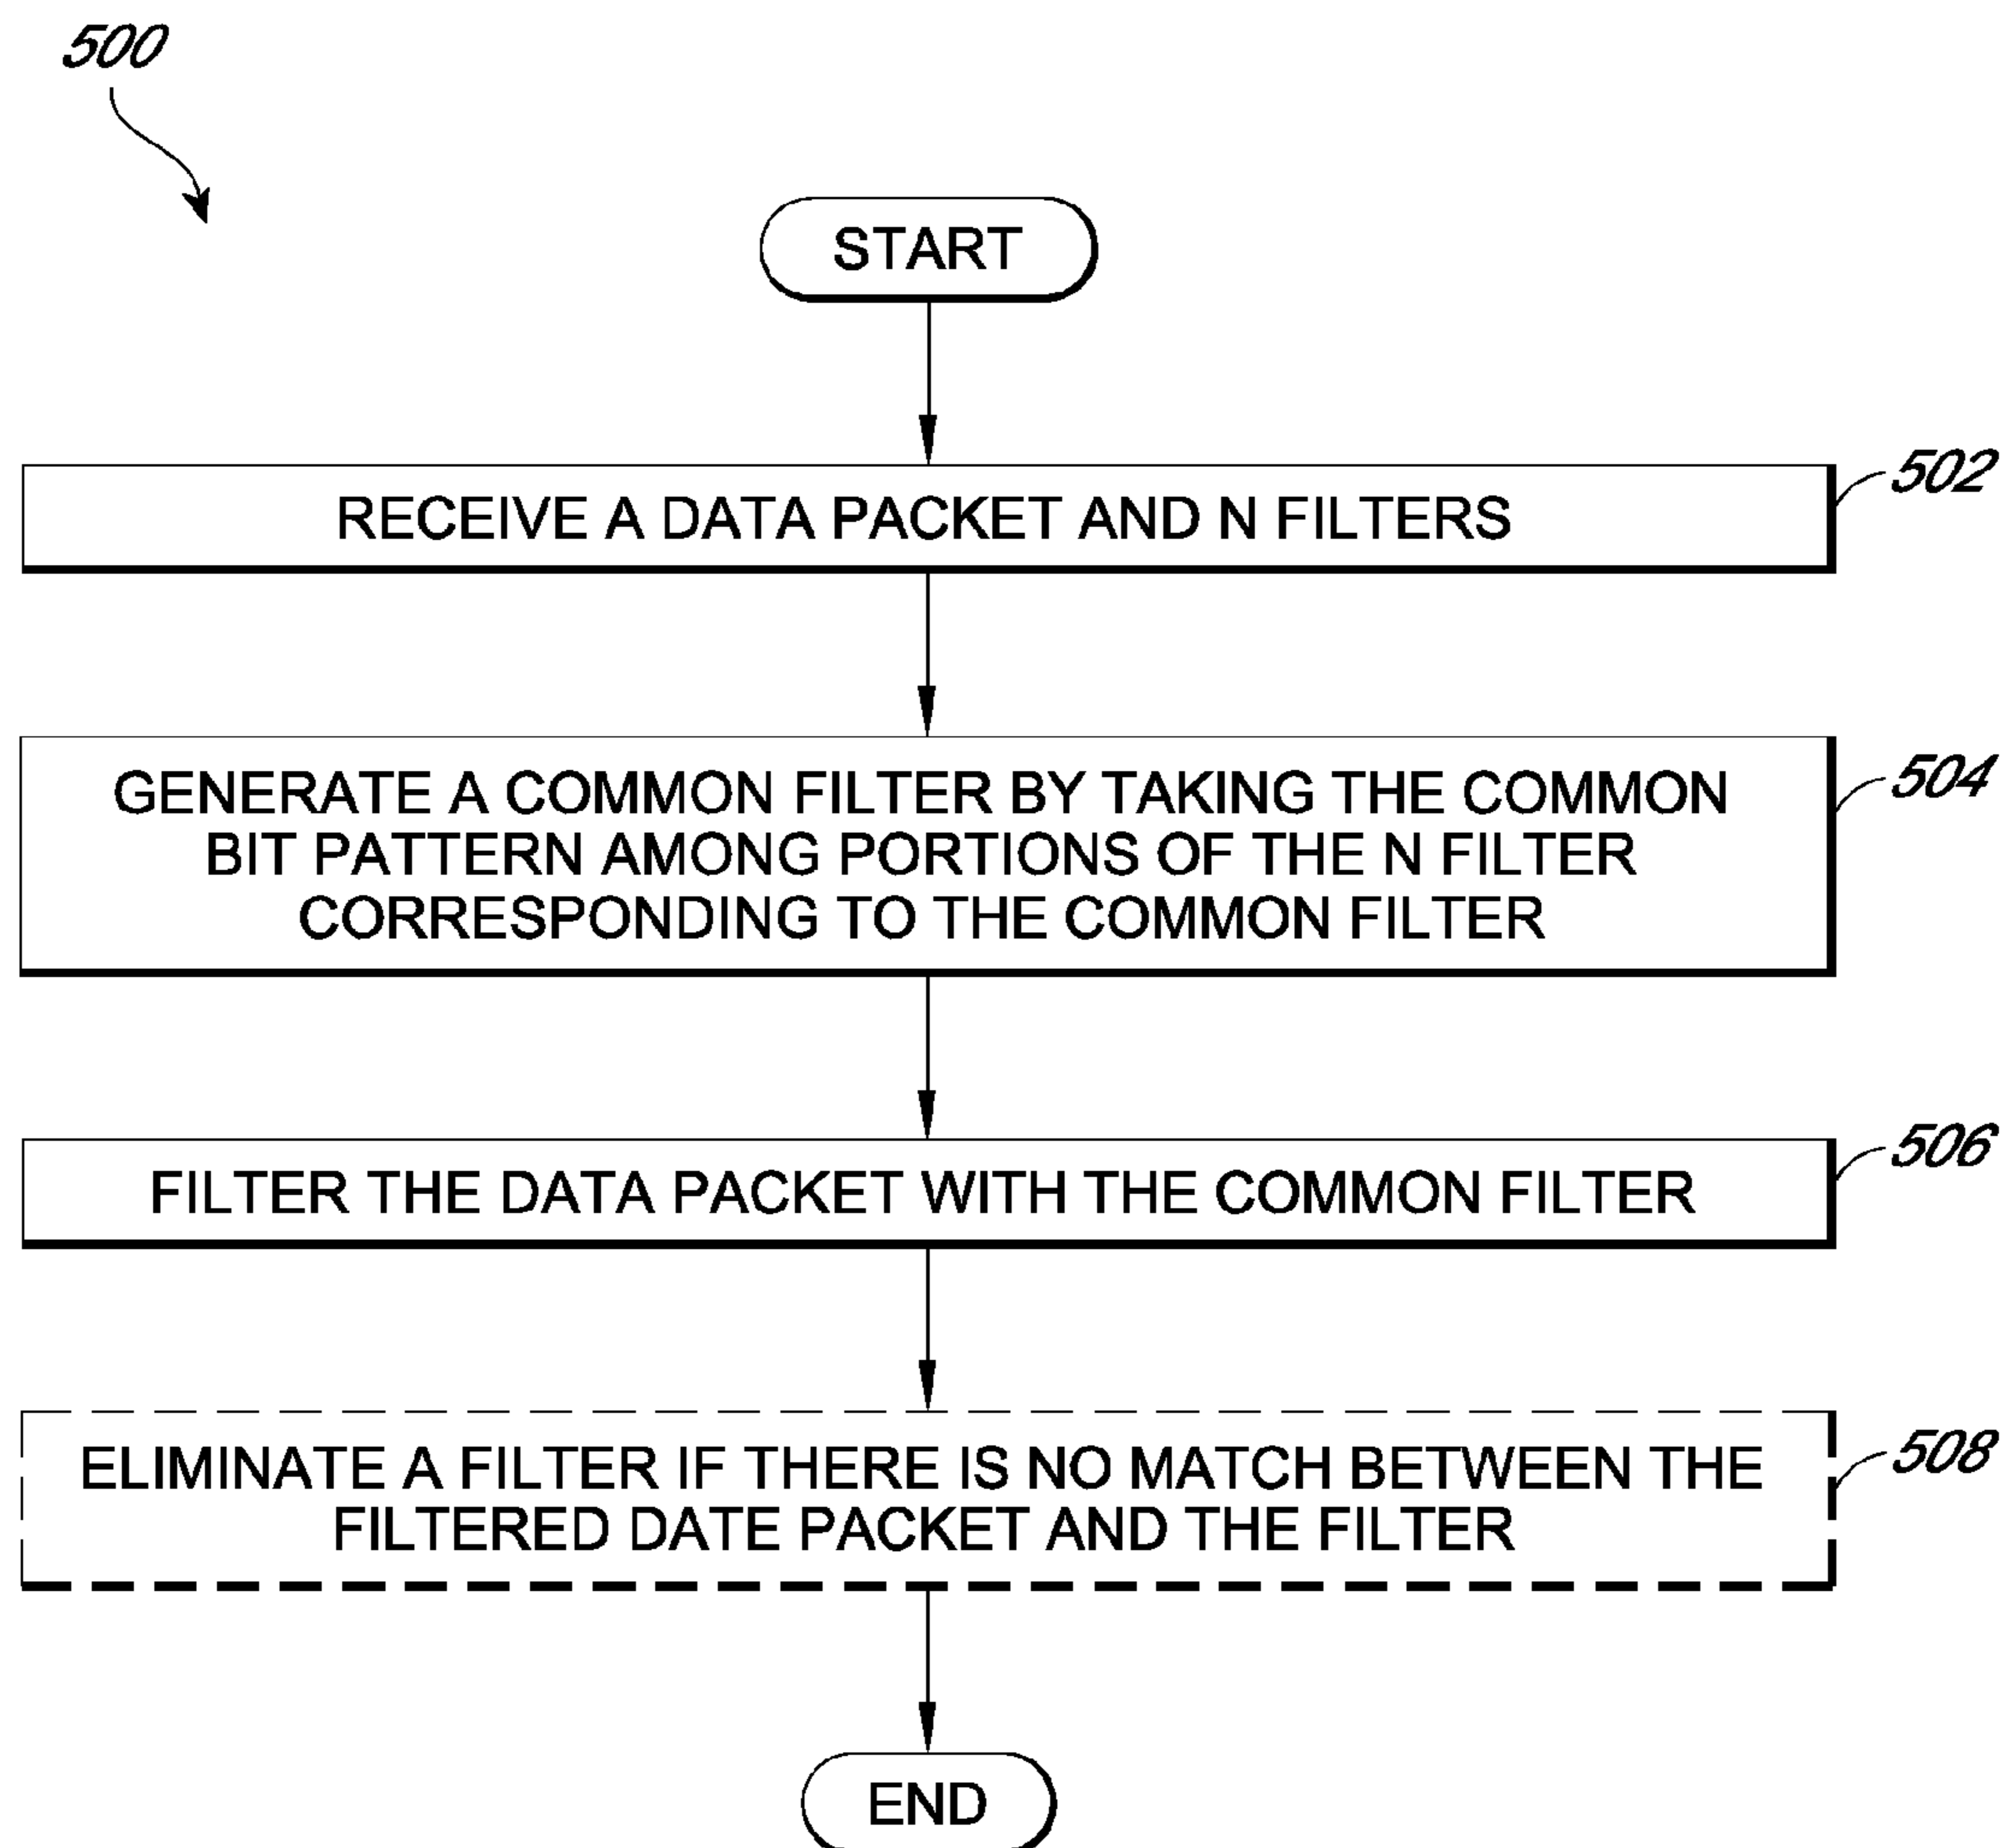 500
START
RECEIVE A DATA PACKET AND N FILTERS
502
GENERATE A COMMON FILTER BY TAKING THE COMMON
BIT PATTERN AMONG PORTIONS OF THE N FILTER
CORRESPONDING TO THE COMMON FILTER
504
FILTER THE DATA PACKET WITH THE COMMON FILTER
506
ELIMINATE A FILTER IF THERE IS NO MATCH BETWEEN THE
FILTERED DATE PACKET AND THE FILTER
508
END